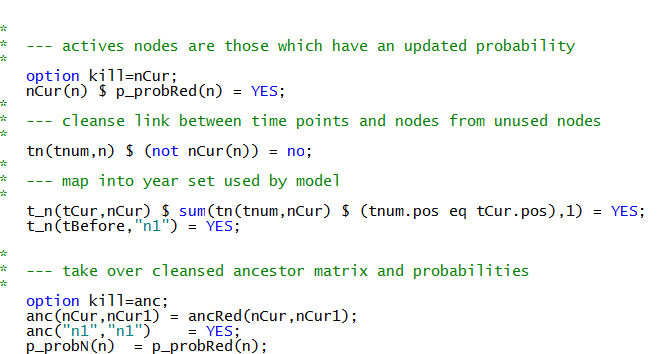 *
*   --- actives nodes are those which have an updated probability
*
    option kill=nCur;
    nCur(n) $ p_probRed(n) = YES;
*
*   --- cleanse link between time points and nodes from unused nodes
*
    tn(tnum,n) $ (not nCur(n)) = no;
*
*   --- map into year set used by model
*
    t_n(tCur,nCur) $ sum(tn(tnum,nCur) $ (tnum.pos eq tCur.pos),1) = YES;
    t_n(tBefore,"n1") = YES;
*
*   --- take over cleansed ancestor matrix and probabilities
*
    option kill=anc;
    anc(nCur,nCur1) = ancRed(nCur,nCur1);
    anc("n1","n1")    = YES;
    p_probN(n)  = p_probRed(n);